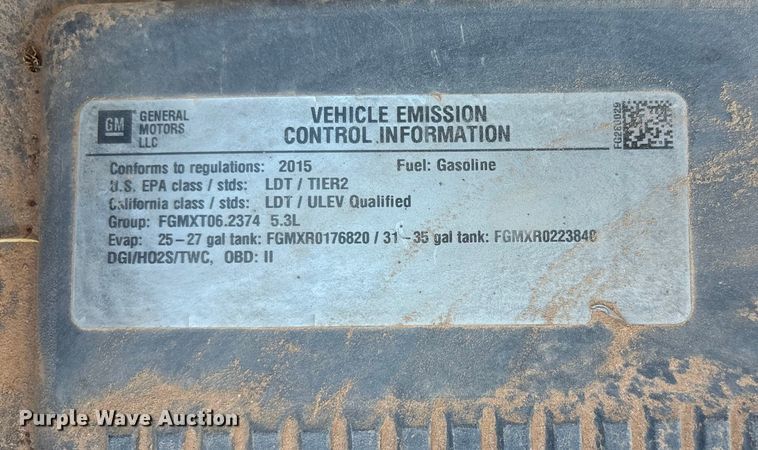 GM
GENERAL
MOTORS
LLC
VEHICLE EMISSION
CONTROL INFORMATION
Conforms to regulations: 2015 Fuel: Gasoline
U.S. EPA class / stds: LDT / TIER2
California class / stds: LDT / ULEV Qualified
Group: FGMXT06.2374 5.3L
Evap: 25-27 gal tank: FGMXR0176820 / 31-35 gal tank: FGMXR0223840
DGI/HO2S/TWC, OBD: II
Purple Wave Auction